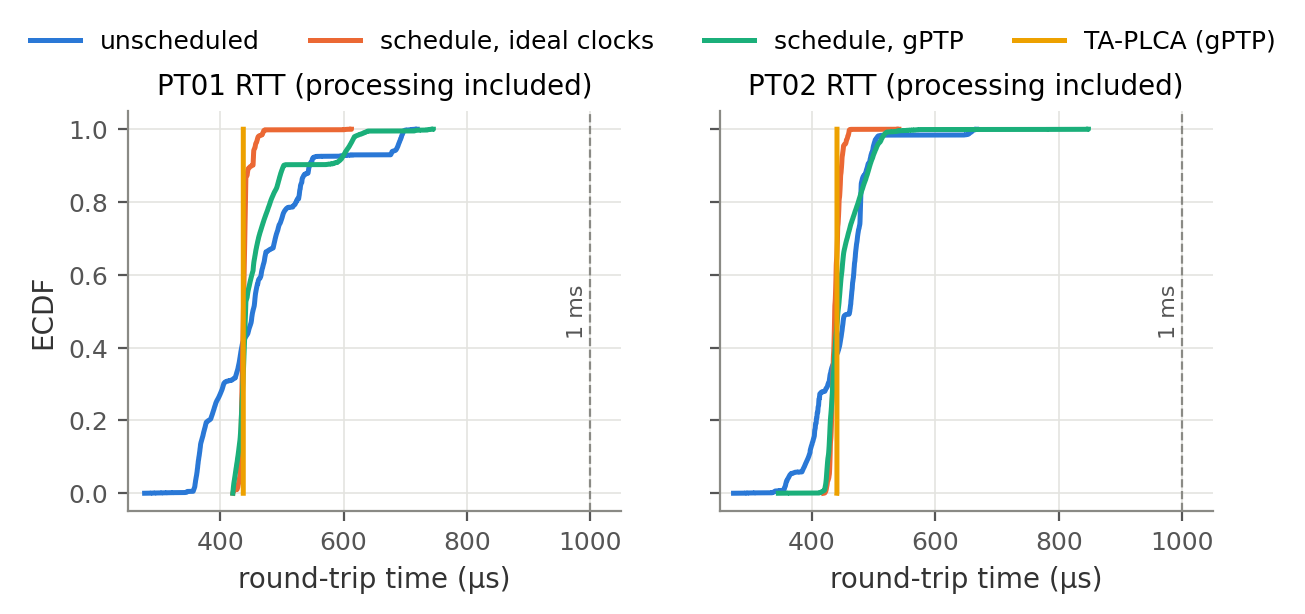 unscheduled schedule, ideal clocks schedule, gPTP TA-PLCA (gPTP)
PT01 RTT (processing included) PT02 RTT (processing included)
1.0
0.8
0.6
0.4
0.2
0.0
ECDF
1 ms
1 ms
400 600 800 1000
400 600 800 1000
round-trip time (µs) round-trip time (µs)